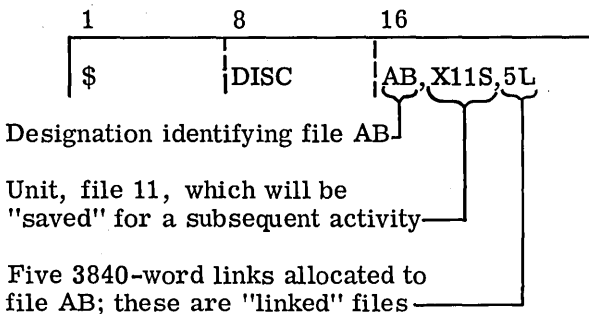 1 8 16
$ DISC AB,X11S,5L
Designation identifying file AB
Unit, file 11, which will be
"saved" for a subsequent activity
Five 3840-word links allocated to
file AB; these are "linked" files